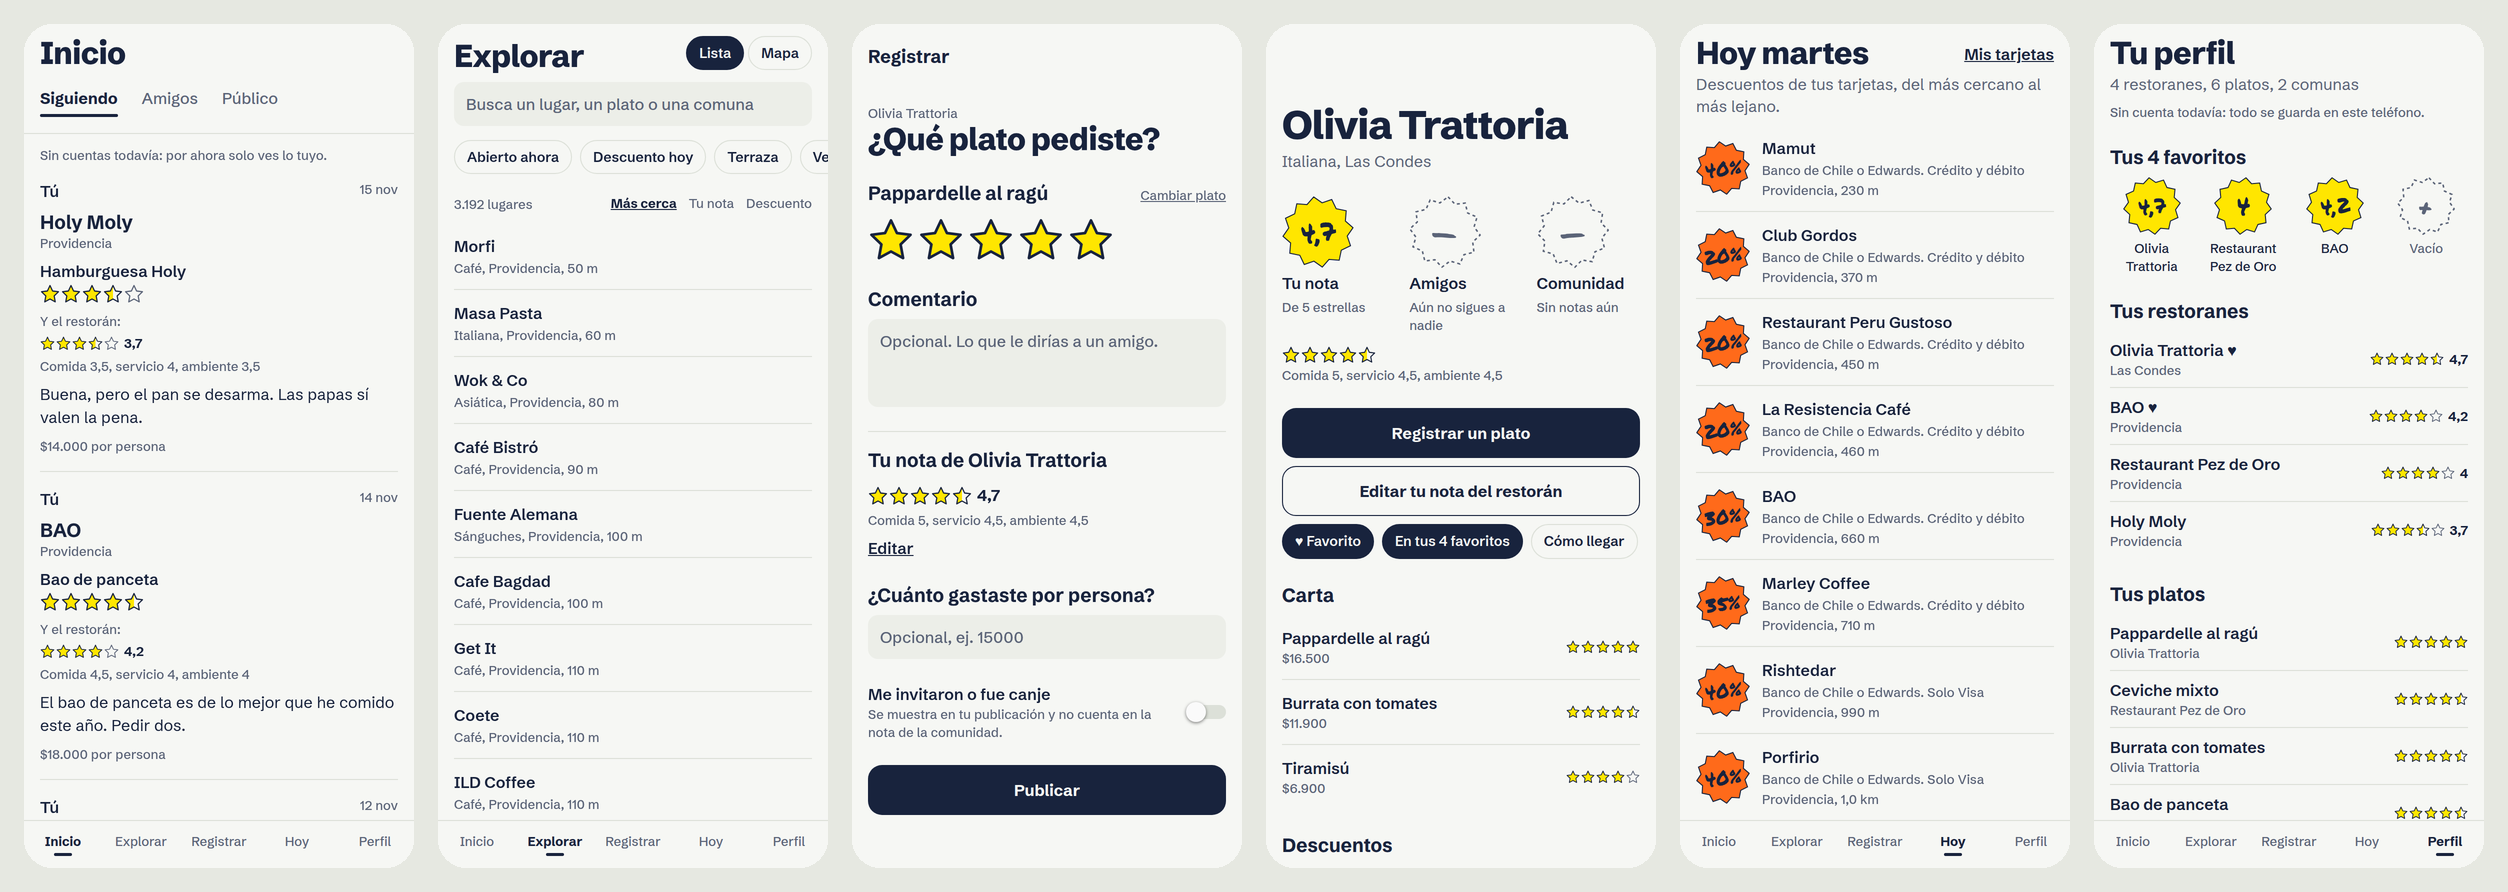 Inicio
Siguiendo Amigos Público
Sin cuentas todavía: por ahora solo ves lo tuyo.
Tú 15 nov
Holy Moly
Providencia
Hamburguesa Holy
Y el restorán:
3,7
Comida 3,5, servicio 4, ambiente 3,5
Buena, pero el pan se desarma. Las papas sí
valen la pena.
$14.000 por persona
Tú 14 nov
BAO
Providencia
Bao de panceta
Y el restorán:
4,2
Comida 4,5, servicio 4, ambiente 4
El bao de panceta es de lo mejor que he comido
este año. Pedir dos.
$18.000 por persona
Tú 12 nov
Inicio Explorar Registrar Hoy Perfil
Explorar Lista Mapa
Busca un lugar, un plato o una comuna
Abierto ahora Descuento hoy Terraza Ve
3.192 lugares Más cerca Tu nota Descuento
Morfi
Café, Providencia, 50 m
Masa Pasta
Italiana, Providencia, 60 m
Wok & Co
Asiática, Providencia, 80 m
Café Bistró
Café, Providencia, 90 m
Fuente Alemana
Sánguches, Providencia, 100 m
Cafe Bagdad
Café, Providencia, 100 m
Get It
Café, Providencia, 110 m
Coete
Café, Providencia, 110 m
ILD Coffee
Café, Providencia, 110 m
Inicio Explorar Registrar Hoy Perfil
Registrar
Olivia Trattoria
¿Qué plato pediste?
Pappardelle al ragú Cambiar plato
Comentario
Opcional. Lo que le dirías a un amigo.
Tu nota de Olivia Trattoria
4,7
Comida 5, servicio 4,5, ambiente 4,5
Editar
¿Cuánto gastaste por persona?
Opcional, ej. 15000
Me invitaron o fue canje
Se muestra en tu publicación y no cuenta en la
nota de la comunidad.
Publicar
Olivia Trattoria
Italiana, Las Condes
4,7 — —
Tu nota Amigos Comunidad
De 5 estrellas Aún no sigues a Sin notas aún
nadie
Comida 5, servicio 4,5, ambiente 4,5
Registrar un plato
Editar tu nota del restorán
♥ Favorito En tus 4 favoritos Cómo llegar
Carta
Pappardelle al ragú
$16.500
Burrata con tomates
$11.900
Tiramisú
$6.900
Descuentos
Hoy martes Mis tarjetas
Descuentos de tus tarjetas, del más cercano al
más lejano.
40% Mamut
Banco de Chile o Edwards. Crédito y débito
Providencia, 230 m
20% Club Gordos
Banco de Chile o Edwards. Crédito y débito
Providencia, 370 m
20% Restaurant Peru Gustoso
Banco de Chile o Edwards. Crédito y débito
Providencia, 450 m
20% La Resistencia Café
Banco de Chile o Edwards. Crédito y débito
Providencia, 460 m
30% BAO
Banco de Chile o Edwards. Crédito y débito
Providencia, 660 m
35% Marley Coffee
Banco de Chile o Edwards. Crédito y débito
Providencia, 710 m
40% Rishtedar
Banco de Chile o Edwards. Solo Visa
Providencia, 990 m
40% Porfirio
Banco de Chile o Edwards. Solo Visa
Providencia, 1,0 km
Inicio Explorar Registrar Hoy Perfil
Tu perfil
4 restoranes, 6 platos, 2 comunas
Sin cuenta todavía: todo se guarda en este teléfono.
Tus 4 favoritos
4,7 4 4,2 +
Olivia Restaurant BAO Vacío
Trattoria Pez de Oro
Tus restoranes
Olivia Trattoria ♥ 4,7
Las Condes
BAO ♥ 4,2
Providencia
Restaurant Pez de Oro 4
Providencia
Holy Moly 3,7
Providencia
Tus platos
Pappardelle al ragú
Olivia Trattoria
Ceviche mixto
Restaurant Pez de Oro
Burrata con tomates
Olivia Trattoria
Bao de panceta
Inicio Explorar Registrar Hoy Perfil